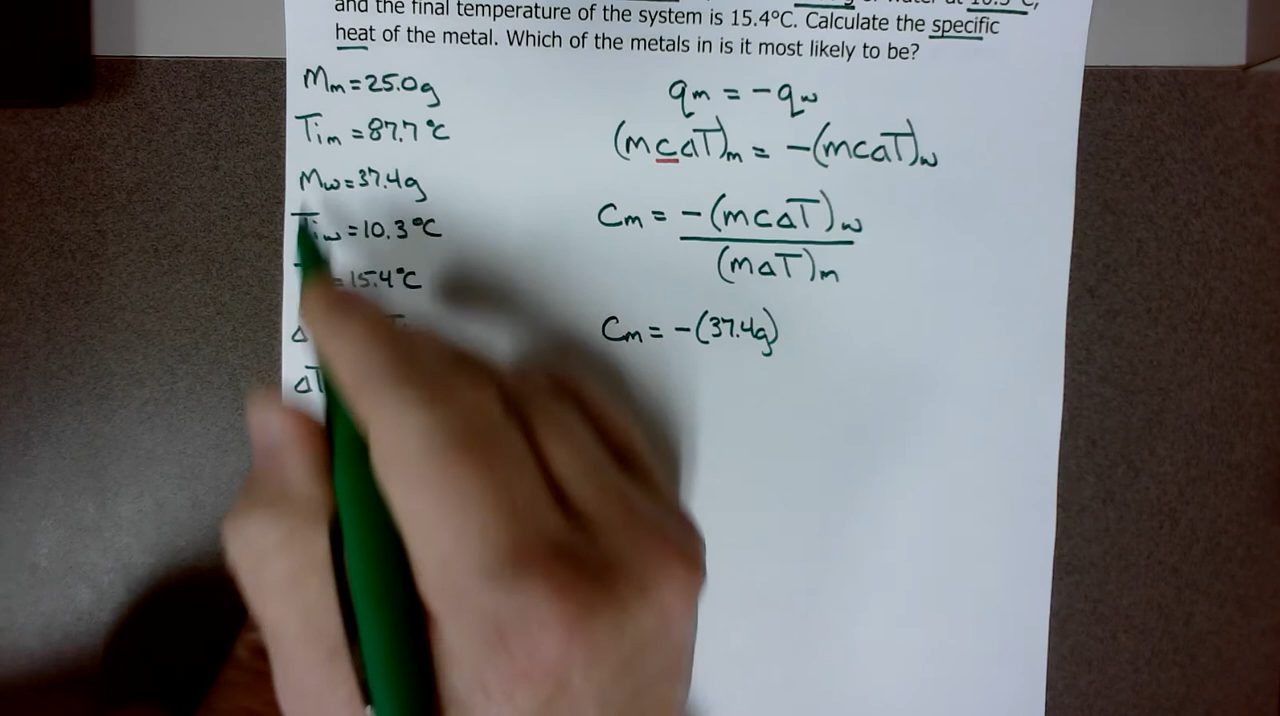 and the final temperature of the system is 15.4°C. Calculate the specific
heat of the metal. Which of the metals in is it most likely to be?
Mm = 25.0g
Tim = 87.7°C
Mw = 37.4g
Tiw = 10.3°C
= 15.4°C
Δ
ΔT
qm = -qw
(mcΔT)m = -(mcΔT)w
Cm = -(mcΔT)w
(mΔT)m
Cm = -(37.4g)